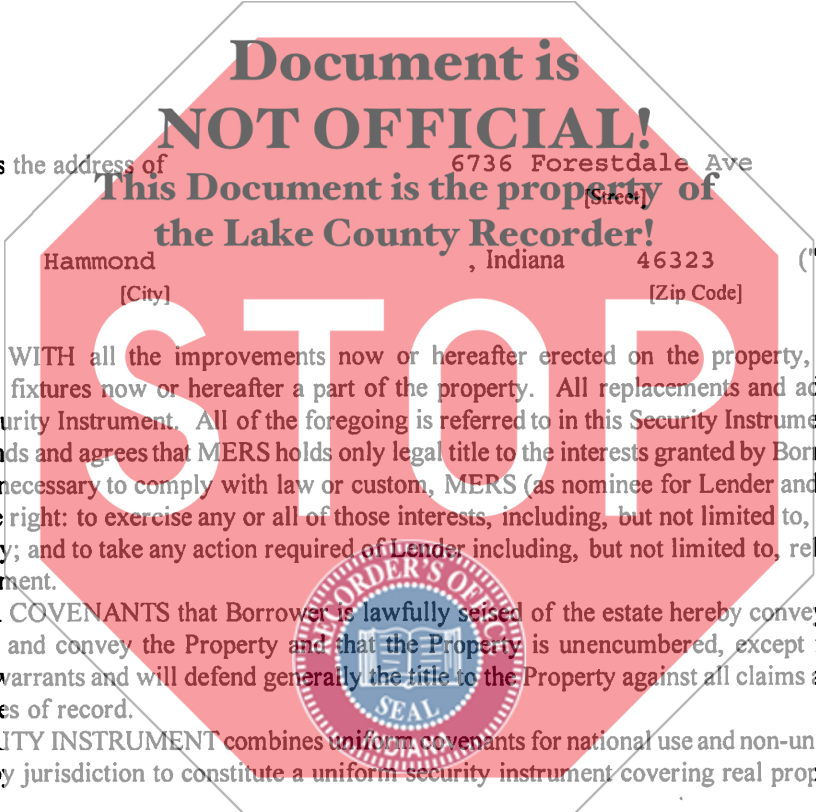 Document is
NOT OFFICIAL!
s the address of 6736 Forestdale Ave
This Document is the property of
[Street]
the Lake County Recorder!
Hammond , Indiana 46323 ("
[City] [Zip Code]
STOP
WITH all the improvements now or hereafter erected on the property,
fixtures now or hereafter a part of the property. All replacements and ad
urity Instrument. All of the foregoing is referred to in this Security Instrume
ds and agrees that MERS holds only legal title to the interests granted by Bor
necessary to comply with law or custom, MERS (as nominee for Lender and
right: to exercise any or all of those interests, including, but not limited to,
y; and to take any action required of Lender including, but not limited to, rel
ment.
COVENANTS that Borrower is lawfully seised of the estate hereby convey
and convey the Property and that the Property is unencumbered, except
warrants and will defend generally the title to the Property against all claims a
es of record.
ITY INSTRUMENT combines uniform covenants for national use and non-un
y jurisdiction to constitute a uniform security instrument covering real prop
RECORDER'S OFFICE
SEAL
INDIANA